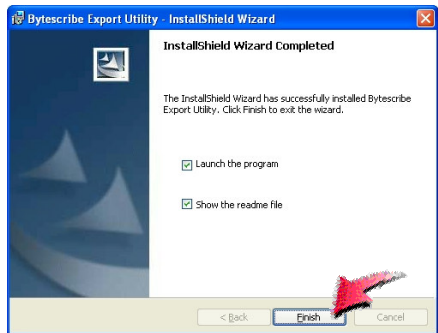 Bytescribe Export Utility - InstallShield Wizard
InstallShield Wizard Completed
The InstallShield Wizard has successfully installed Bytescribe
Export Utility. Click Finish to exit the wizard.
Launch the program
Show the readme file
< Back Finish Cancel